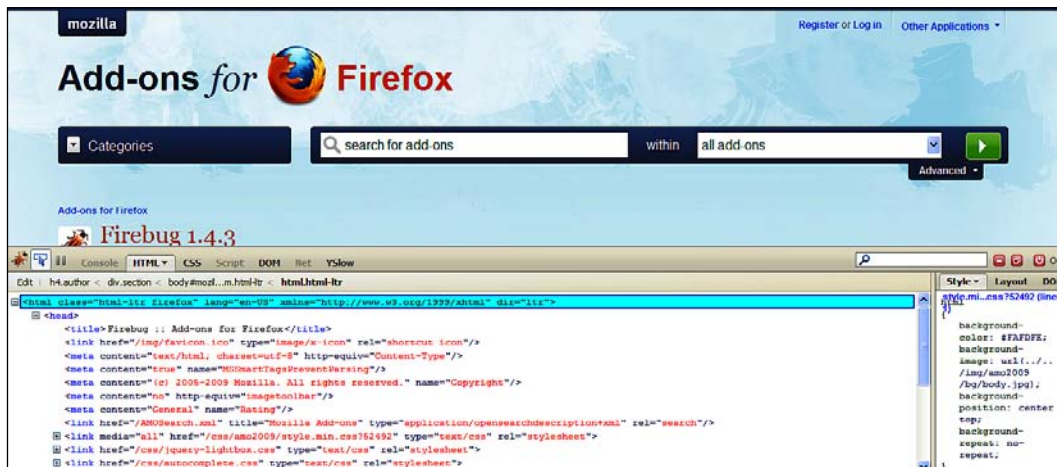 mozilla
Register or Log in Other Applications
Add-ons for Firefox
Categories
search for add-ons within all add-ons
Advanced
Add-ons for Firefox
Firebug 1.4.3
Console HTML CSS Script DOM Net YSlow
Edit h4.author < div.section < body#mozl...m.html-ltr < html.html-ltr
Style Layout
<html class="html-ltr firefox" lang="en-US" xmlns="http://www.w3.org/1999/xhtml" dir="ltr">
<head>
<title>Firebug :: Add-ons for Firefox</title>
<link href="/img/favicon.ico" type="image/x-icon" rel="shortcut icon"/>
<meta content="text/html; charset=utf-8" http-equiv="Content-Type"/>
<meta content="true" name="MSSmartTagsPreventParsing"/>
<meta content="(c) 2005-2009 Mozilla. All rights reserved." name="Copyright"/>
<meta content="no" http-equiv="imagetoolbar"/>
<meta content="General" name="Rating"/>
<link href="/AMOSearch.xml" title="Mozilla Add-ons" type="application/opensearchdescription+xml" rel="search"/>
<link media="all" href="/css/amo2009/style.min.css?52492" type="text/css" rel="stylesheet">
<link href="/css/jquery-lightbox.css" type="text/css" rel="stylesheet">
<link href="/css/autocomplete.css" type="text/css" rel="stylesheet">
style.mi...css?52492 (line
html
{
background-
color: #FAFDFE;
background-
image: url(../..
/img/amo2009
/bg/body.jpg);
background-
position: center
top;
background-
repeat: no-
repeat;
}